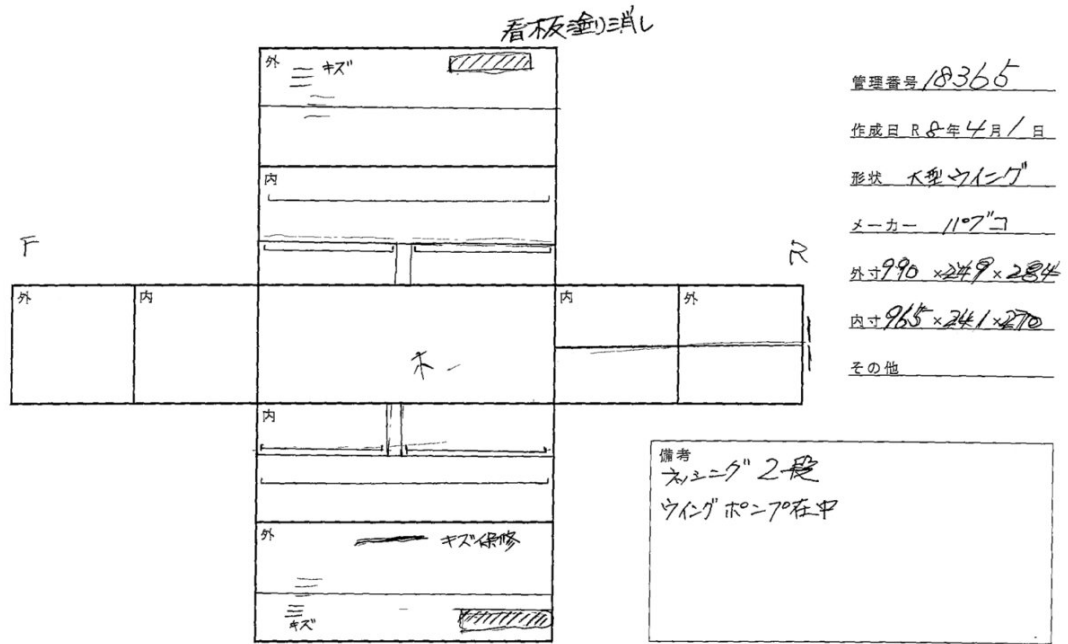 看板塗り消し
外 キズ
管理番号 18365
作成日 R 8年4月1日
内
形状 大型ウイング
メーカー パブコ
F
R
外寸 990×249×284
外 内 内 外
内寸 965×241×270
木
その他
内
備考
ラッシング 2段
ウイングポンプ在中
外 キズ保修
キズ